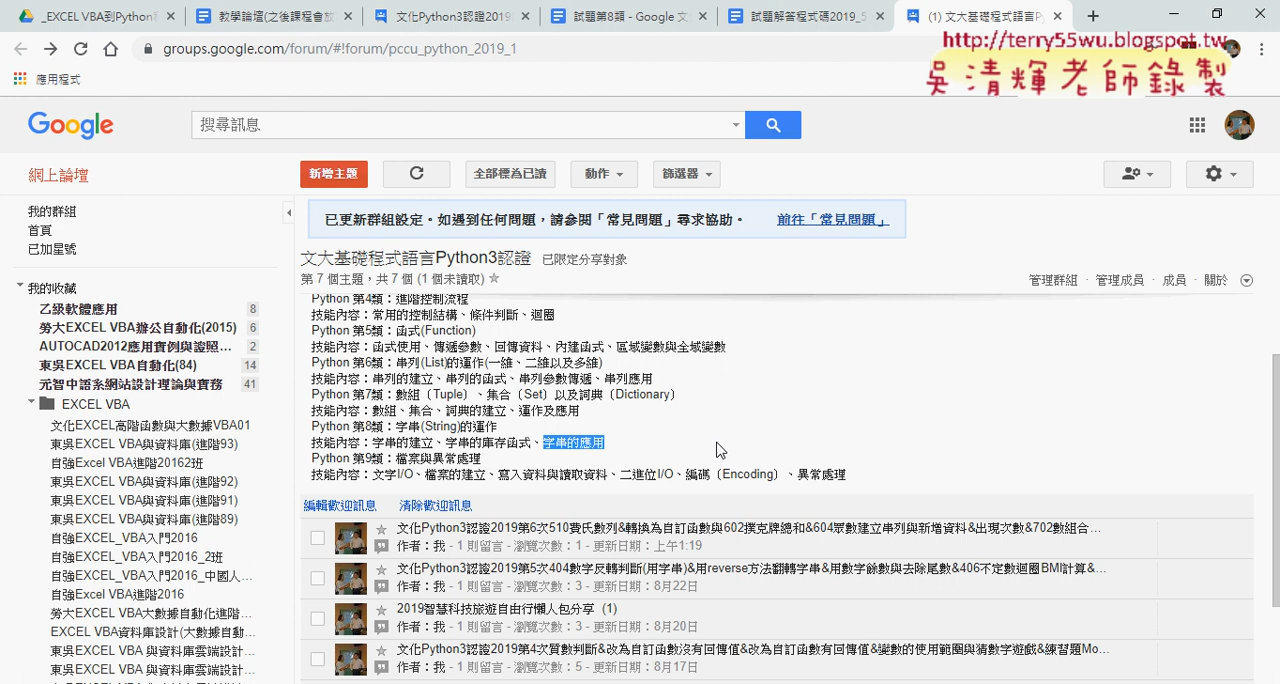 _EXCEL VBA到Python
教學論壇(之後課程會放
文化Python3認證2019
試題第8類 - Google 文
試題解答程式碼2019_5
(1) 文大基礎程式語言Py
groups.google.com/forum/#!forum/pccu_python_2019_1
http://terry55wu.blogspot.tw
吳清輝老師錄製
應用程式
Google
搜尋訊息
網上論壇
新增主題
全部標為已讀
動作
篩選器
我的群組
首頁
已加星號
已更新群組設定。如遇到任何問題，請參閱「常見問題」尋求協助。 前往「常見問題」
文大基礎程式語言Python3認證 已限定分享對象
第 7 個主題，共 7 個 (1 個未讀取)
管理群組 · 管理成員 · 成員 · 關於
我的收藏
乙級軟體應用 8
勞大EXCEL VBA辦公自動化(2015) 6
AUTOCAD2012應用實例與證照... 2
東吳EXCEL VBA自動化(84) 14
元智中語系網站設計理論與實務 41
EXCEL VBA
文化EXCEL高階函數與大數據VBA01
東吳EXCEL VBA與資料庫(進階93)
自強Excel VBA進階20162班
東吳EXCEL VBA與資料庫(進階92)
東吳EXCEL VBA與資料庫(進階91)
東吳EXCEL VBA與資料庫(進階89)
自強EXCEL_VBA入門2016
自強EXCEL_VBA入門2016_2班
自強EXCEL_VBA入門2016_中國人...
自強Excel VBA進階2016
勞大EXCEL VBA大數據自動化進階...
EXCEL VBA資料庫設計(大數據自動...
東吳EXCEL VBA 與資料庫雲端設計...
東吳EXCEL VBA 與資料庫雲端設計...
Python 第4類：進階控制流程
技能內容：常用的控制結構、條件判斷、迴圈
Python 第5類：函式(Function)
技能內容：函式使用、傳遞參數、回傳資料、內建函式、區域變數與全域變數
Python 第6類：串列(List)的運作(一維、二維以及多維)
技能內容：串列的建立、串列的函式、串列參數傳遞、串列應用
Python 第7類：數組（Tuple）、集合（Set）以及詞典（Dictionary）
技能內容：數組、集合、詞典的建立、運作及應用
Python 第8類：字串(String)的運作
技能內容：字串的建立、字串的庫存函式、字串的應用
Python 第9類：檔案與異常處理
技能內容：文字I/O、檔案的建立、寫入資料與讀取資料、二進位I/O、編碼（Encoding）、異常處理
編輯歡迎訊息 清除歡迎訊息
文化Python3認證2019第6次510費氏數列&轉換為自訂函數與602撲克牌總和&604眾數建立串列與新增資料&出現次數&702數組合...
作者：我 - 1 則留言 - 瀏覽次數：1 - 更新日期：上午1:19
文化Python3認證2019第5次404數字反轉判斷(用字串)&用reverse方法翻轉字串&用數字餘數與去除尾數&406不定數迴圈BMI計算&...
作者：我 - 1 則留言 - 瀏覽次數：3 - 更新日期：8月22日
2019智慧科技旅遊自由行懶人包分享 (1)
作者：我 - 1 則留言 - 瀏覽次數：3 - 更新日期：8月20日
文化Python3認證2019第4次質數判斷&改為自訂函數沒有回傳值&改為自訂函數有回傳值&變數的使用範圍與猜數字遊戲&練習題Mo...
作者：我 - 1 則留言 - 瀏覽次數：5 - 更新日期：8月17日